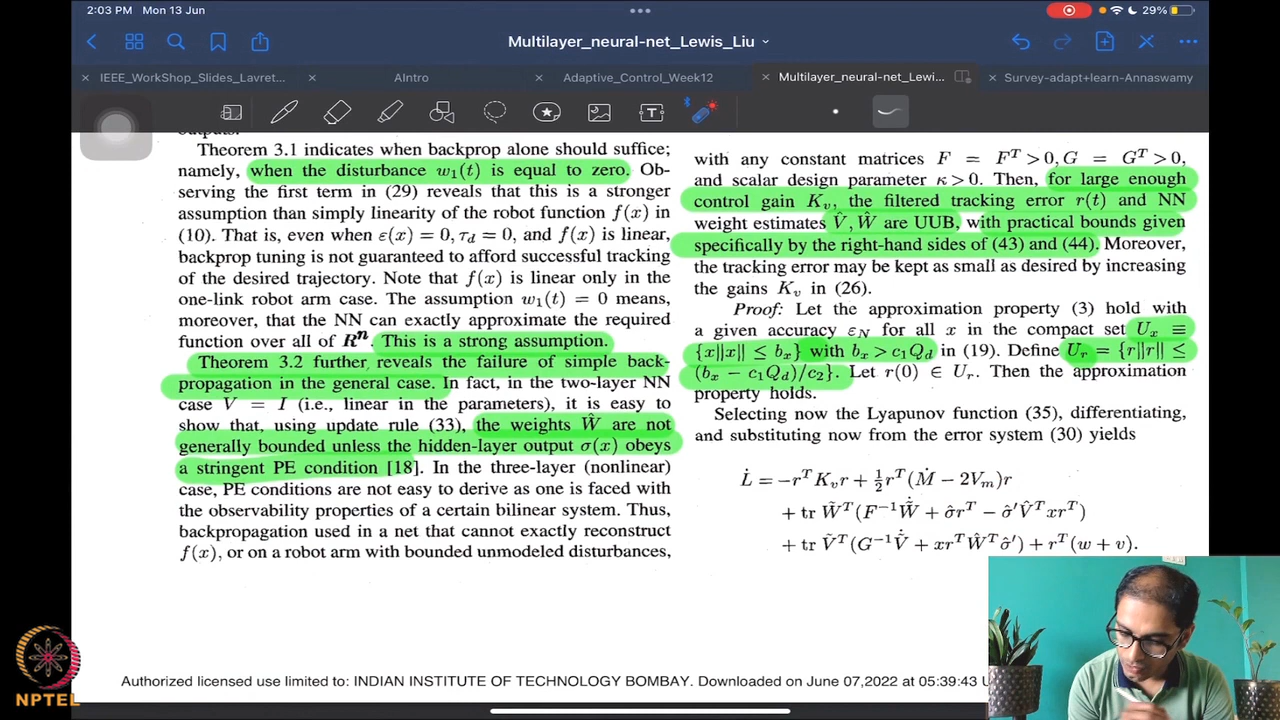 2:03 PM Mon 13 Jun
29%
Multilayer_neural-net_Lewis_Liu
IEEE_WorkShop_Slides_Lavret...
AIntro
Adaptive_Control_Week12
Multilayer_neural-net_Lewi...
Survey-adapt+learn-Annaswamy
outputs.
Theorem 3.1 indicates when backprop alone should suffice;
namely, when the disturbance w₁(t) is equal to zero. Ob-
serving the first term in (29) reveals that this is a stronger
assumption than simply linearity of the robot function f(x) in
(10). That is, even when ε(x) = 0, τ_d = 0, and f(x) is linear,
backprop tuning is not guaranteed to afford successful tracking
of the desired trajectory. Note that f(x) is linear only in the
one-link robot arm case. The assumption w₁(t) = 0 means,
moreover, that the NN can exactly approximate the required
function over all of Rⁿ. This is a strong assumption.
Theorem 3.2 further reveals the failure of simple back-
propagation in the general case. In fact, in the two-layer NN
case V = I (i.e., linear in the parameters), it is easy to
show that, using update rule (33), the weights Ŵ are not
generally bounded unless the hidden-layer output σ(x) obeys
a stringent PE condition [18]. In the three-layer (nonlinear)
case, PE conditions are not easy to derive as one is faced with
the observability properties of a certain bilinear system. Thus,
backpropagation used in a net that cannot exactly reconstruct
f(x), or on a robot arm with bounded unmodeled disturbances,
with any constant matrices F = Fᵀ > 0, G = Gᵀ > 0,
and scalar design parameter κ > 0. Then, for large enough
control gain K_v, the filtered tracking error r(t) and NN
weight estimates V̂, Ŵ are UUB, with practical bounds given
specifically by the right-hand sides of (43) and (44). Moreover,
the tracking error may be kept as small as desired by increasing
the gains K_v in (26).
Proof: Let the approximation property (3) hold with
a given accuracy ε_N for all x in the compact set U_x ≡
{x|‖x‖ ≤ b_x} with b_x > c₁Q_d in (19). Define U_r = {r|‖r‖ ≤
(b_x − c₁Q_d)/c₂}. Let r(0) ∈ U_r. Then the approximation
property holds.
Selecting now the Lyapunov function (35), differentiating,
and substituting now from the error system (30) yields
L̇ = −rᵀK_v r + ½rᵀ(Ṁ − 2V_m)r
+ tr W̃ᵀ(F⁻¹W̃̇ + σ̂rᵀ − σ̂′V̂ᵀxrᵀ)
+ tr Ṽᵀ(G⁻¹Ṽ̇ + xrᵀŴᵀσ̂′) + rᵀ(w + v).
Authorized licensed use limited to: INDIAN INSTITUTE OF TECHNOLOGY BOMBAY. Downloaded on June 07,2022 at 05:39:43
NPTEL